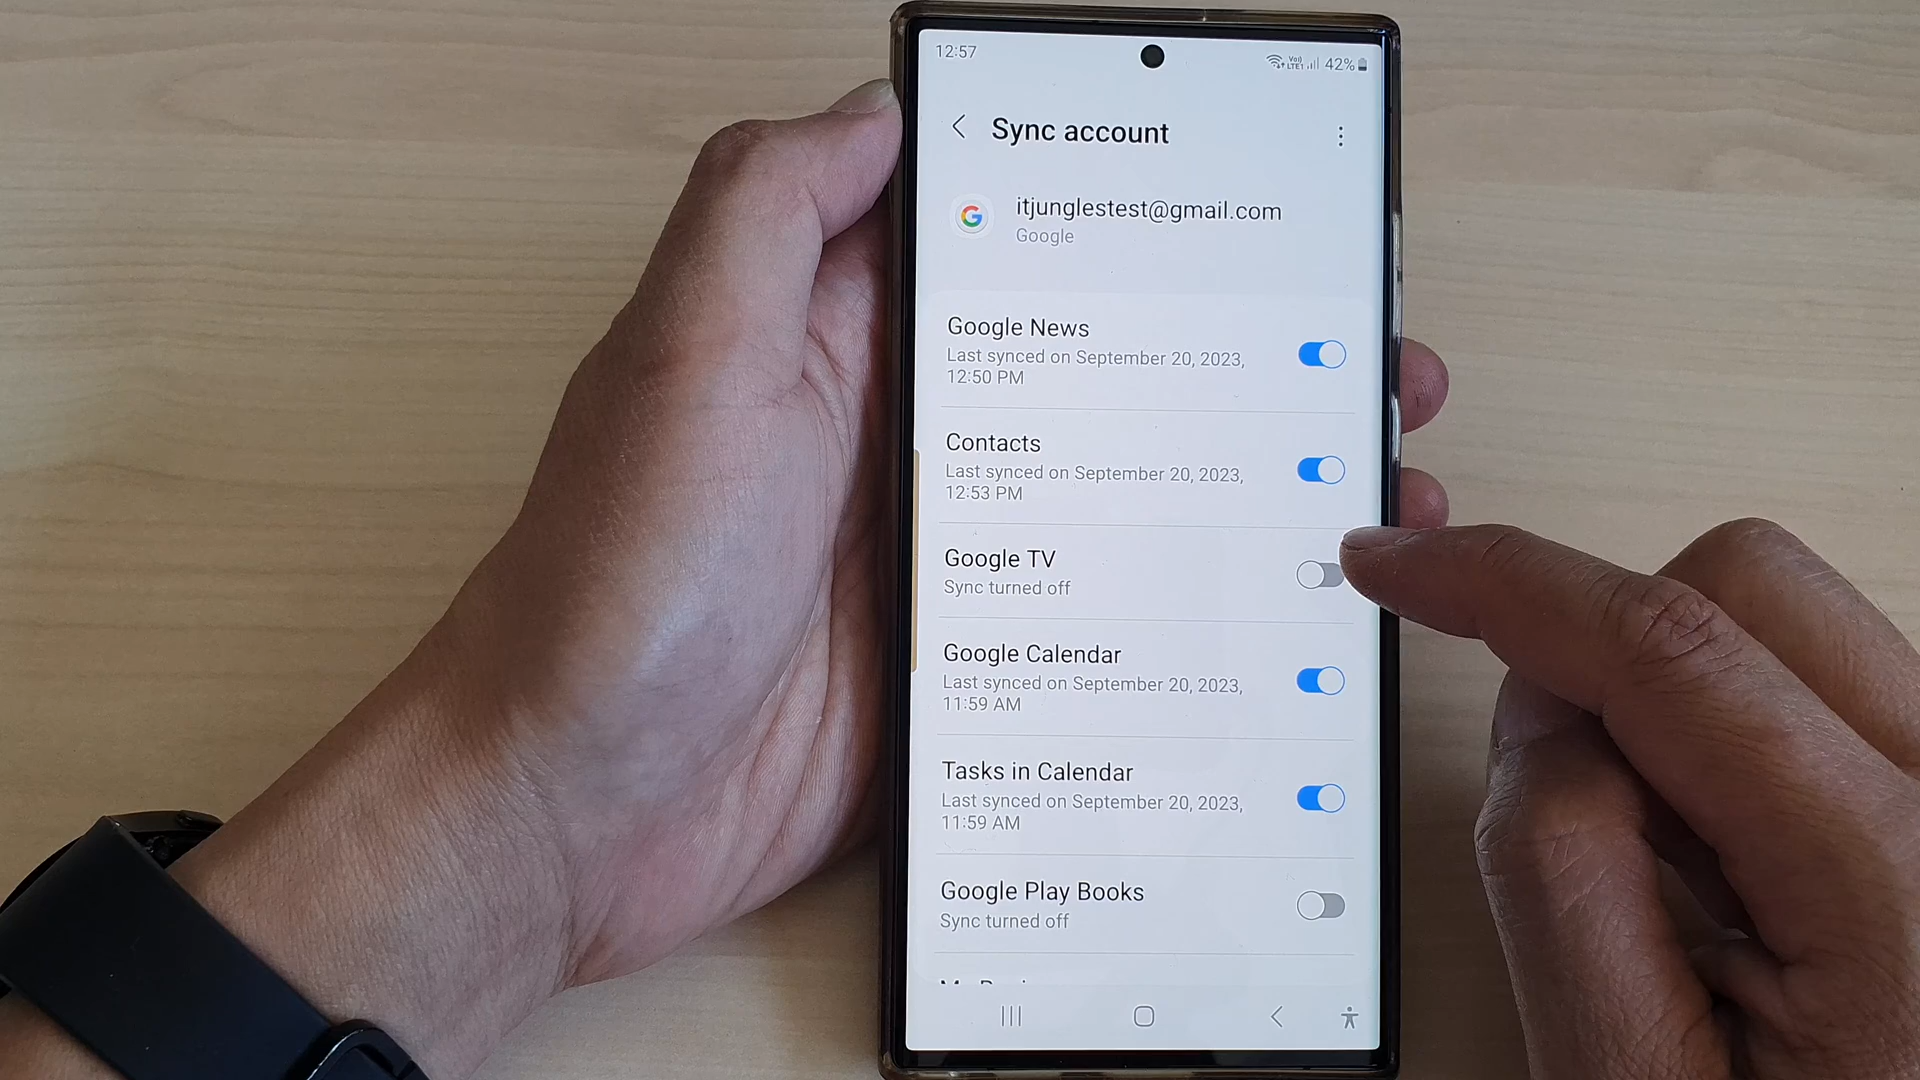 12:57
Vo)
LTE1
42%
Sync account
G
itjunglestest@gmail.com
Google
Google News
Last synced on September 20, 2023,
12:50 PM
Contacts
Last synced on September 20, 2023,
12:53 PM
Google TV
Sync turned off
Google Calendar
Last synced on September 20, 2023,
11:59 AM
Tasks in Calendar
Last synced on September 20, 2023,
11:59 AM
Google Play Books
Sync turned off